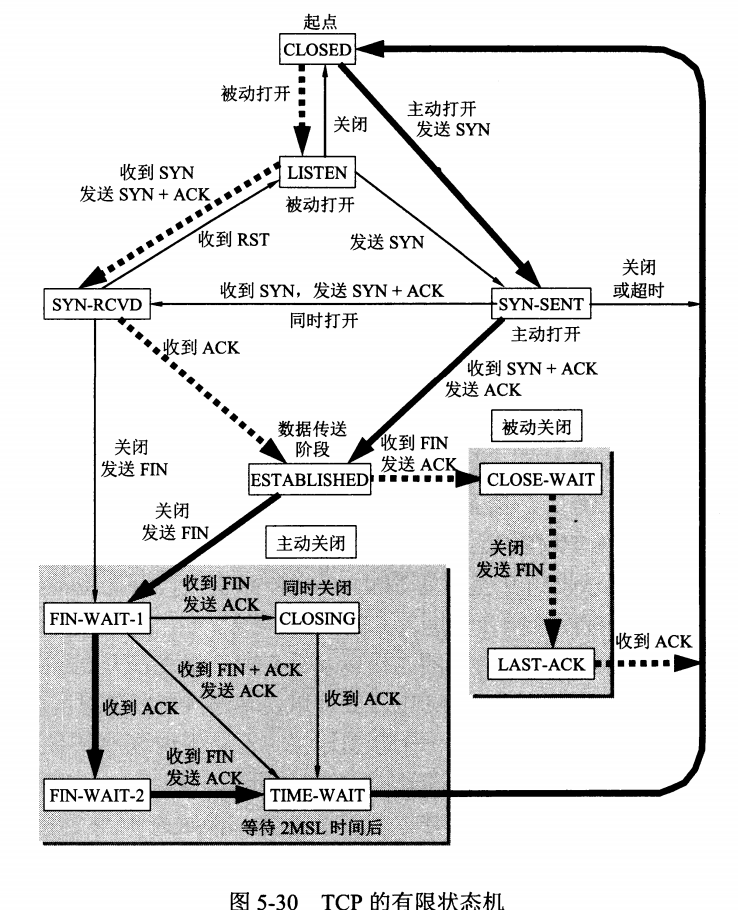 起点
CLOSED
被动打开
关闭
主动打开
发送 SYN
收到 SYN
发送 SYN + ACK
LISTEN
被动打开
收到 RST
发送 SYN
关闭
或超时
SYN-RCVD
收到 SYN，发送 SYN + ACK
同时打开
SYN-SENT
主动打开
收到 ACK
收到 SYN + ACK
发送 ACK
数据传送
阶段
被动关闭
收到 FIN
发送 ACK
关闭
发送 FIN
ESTABLISHED
CLOSE-WAIT
关闭
发送 FIN
主动关闭
关闭
发送 FIN
收到 FIN
发送 ACK
同时关闭
FIN-WAIT-1
CLOSING
LAST-ACK
收到 ACK
收到 FIN + ACK
发送 ACK
收到 ACK
收到 ACK
收到 FIN
发送 ACK
FIN-WAIT-2
TIME-WAIT
等待 2MSL 时间后
图 5-30 TCP 的有限状态机